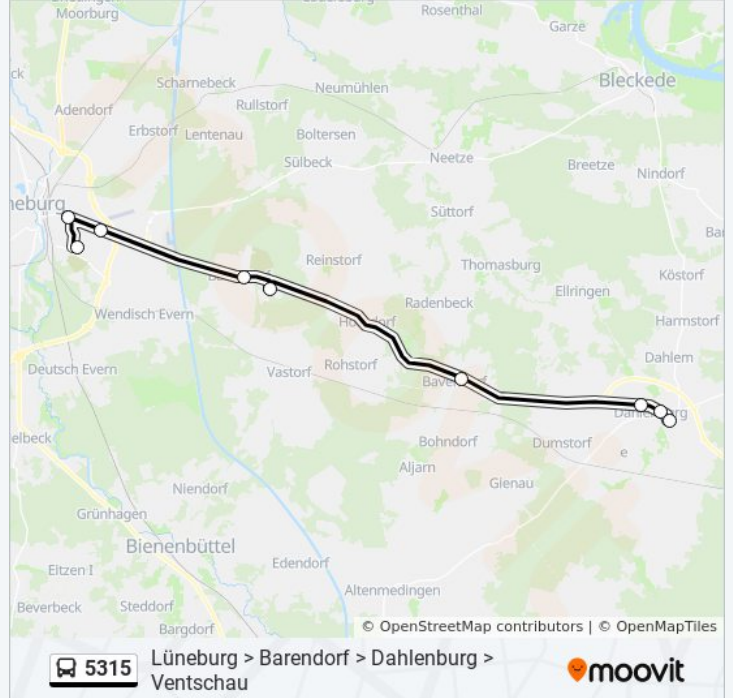 Moorburg
Rosenthal
Garze
Bleckede
Scharnebeck
Neumühlen
Rullstorf
Adendorf
Erbstorf
Lentenau
Boltersen
Sülbeck
Neetze
Breetze
Nindorf
neburg
Süttorf
Reinstorf
Thomasburg
Köstorf
Ellringen
Radenbeck
Wendisch Evern
Harmstorf
Dahlem
Rohstorf
Vastorf
Deutsch Evern
elbeck
Bohndorf
Dumstorf
e
Aljarn
Gienau
Niendorf
Grünhagen
Bienenbüttel
Edendorf
Eitzen I
Altenmedingen
Beverbeck
Steddorf
Bargdorf
© OpenStreetMap contributors | © OpenMapTiles
5315
Lüneburg > Barendorf > Dahlenburg >
Ventschau
moovit